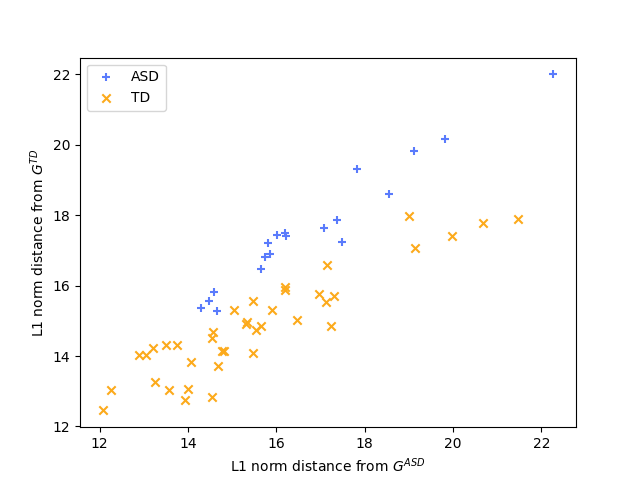 ASD
TD
22
20
18
16
14
12
L1 norm distance from G^{TD}
12 14 16 18 20 22
L1 norm distance from G^{ASD}